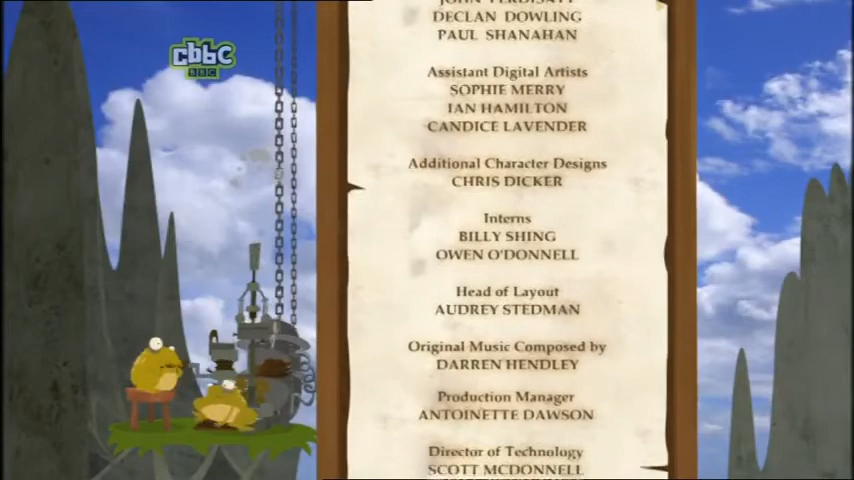 cbbc
BBC
DECLAN DOWLING
PAUL SHANAHAN
Assistant Digital Artists
SOPHIE MERRY
IAN HAMILTON
CANDICE LAVENDER
Additional Character Designs
CHRIS DICKER
Interns
BILLY SHING
OWEN O'DONNELL
Head of Layout
AUDREY STEDMAN
Original Music Composed by
DARREN HENDLEY
Production Manager
ANTOINETTE DAWSON
Director of Technology
SCOTT MCDONNELL